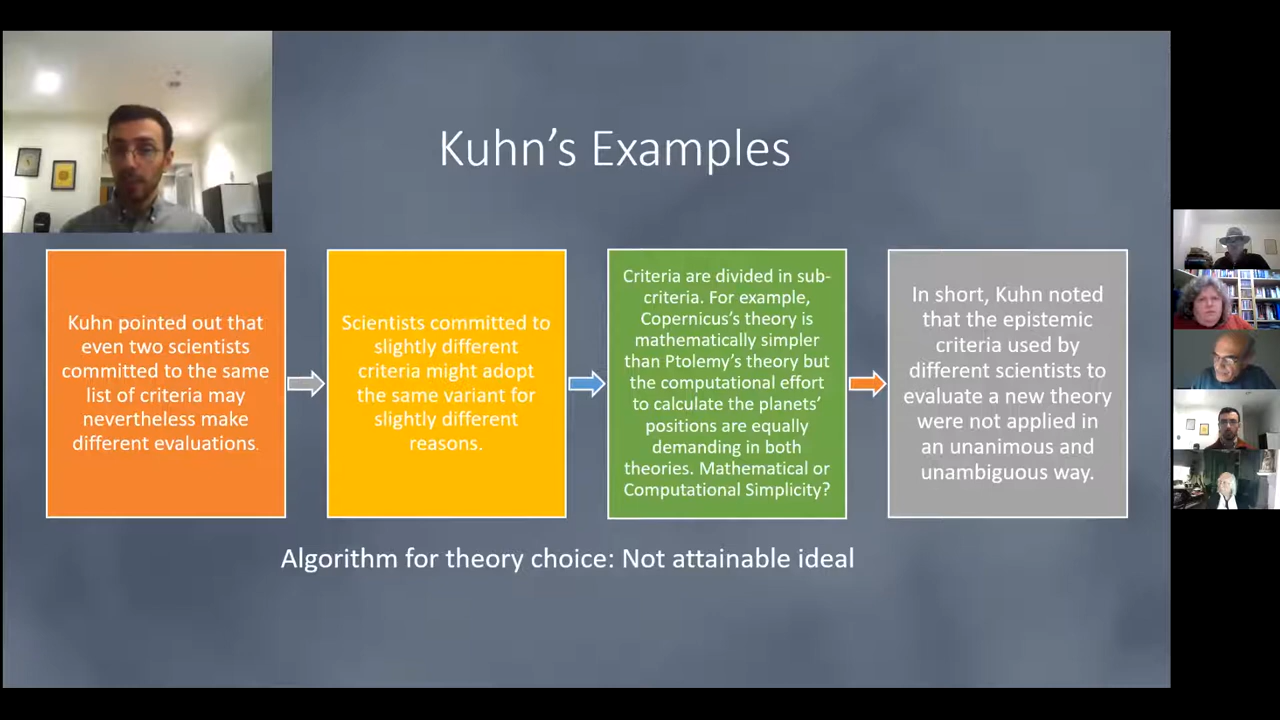 Kuhn's Examples
Kuhn pointed out that
even two scientists
committed to the same
list of criteria may
nevertheless make
different evaluations.
Scientists committed to
slightly different
criteria might adopt
the same variant for
slightly different
reasons.
Criteria are divided in sub-
criteria. For example,
Copernicus's theory is
mathematically simpler
than Ptolemy's theory but
the computational effort
to calculate the planets'
positions are equally
demanding in both
theories. Mathematical or
Computational Simplicity?
In short, Kuhn noted
that the epistemic
criteria used by
different scientists to
evaluate a new theory
were not applied in
an unanimous and
unambiguous way.
Algorithm for theory choice: Not attainable ideal